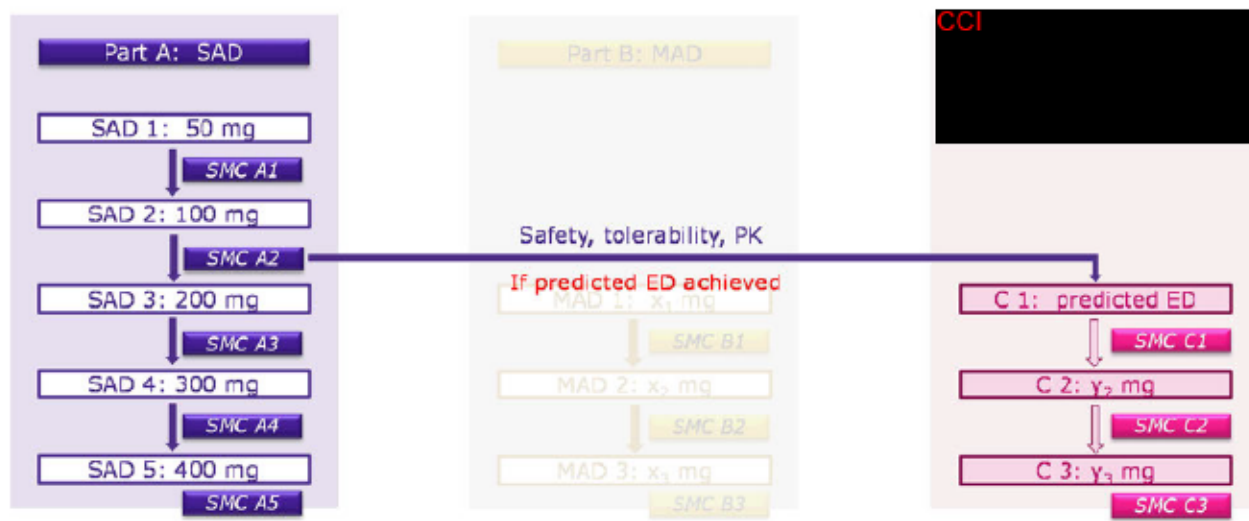 Part A: SAD
SAD 1: 50 mg
SMC A1
SAD 2: 100 mg
SMC A2
SAD 3: 200 mg
SMC A3
SAD 4: 300 mg
SMC A4
SAD 5: 400 mg
SMC A5
Part B: MAD
Safety, tolerability, PK
If predicted ED achieved
MAD 1: x₁ mg
SMC B1
MAD 2: x₂ mg
SMC B2
MAD 3: x₃ mg
SMC B3
CCI
C 1: predicted ED
SMC C1
C 2: y₂ mg
SMC C2
C 3: y₃ mg
SMC C3